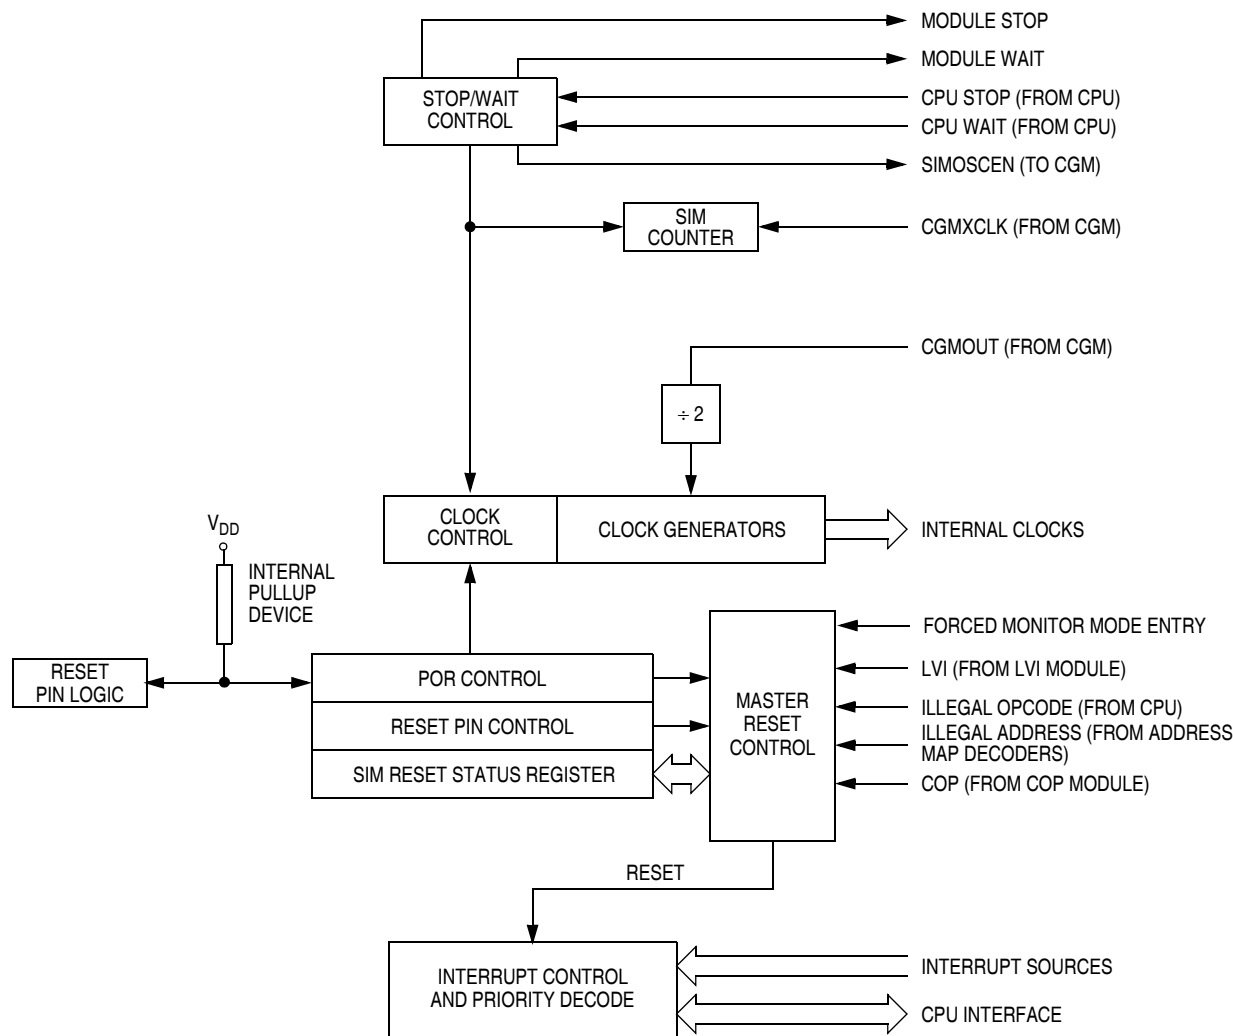 MODULE STOP
MODULE WAIT
STOP/WAIT
CONTROL
CPU STOP (FROM CPU)
CPU WAIT (FROM CPU)
SIMOSCEN (TO CGM)
SIM
COUNTER
CGMXCLK (FROM CGM)
CGMOUT (FROM CGM)
÷ 2
CLOCK
CONTROL
CLOCK GENERATORS
INTERNAL CLOCKS
VDD
INTERNAL
PULLUP
DEVICE
FORCED MONITOR MODE ENTRY
RESET
PIN LOGIC
POR CONTROL
LVI (FROM LVI MODULE)
MASTER
RESET
CONTROL
RESET PIN CONTROL
ILLEGAL OPCODE (FROM CPU)
ILLEGAL ADDRESS (FROM ADDRESS
MAP DECODERS)
SIM RESET STATUS REGISTER
COP (FROM COP MODULE)
RESET
INTERRUPT CONTROL
AND PRIORITY DECODE
INTERRUPT SOURCES
CPU INTERFACE